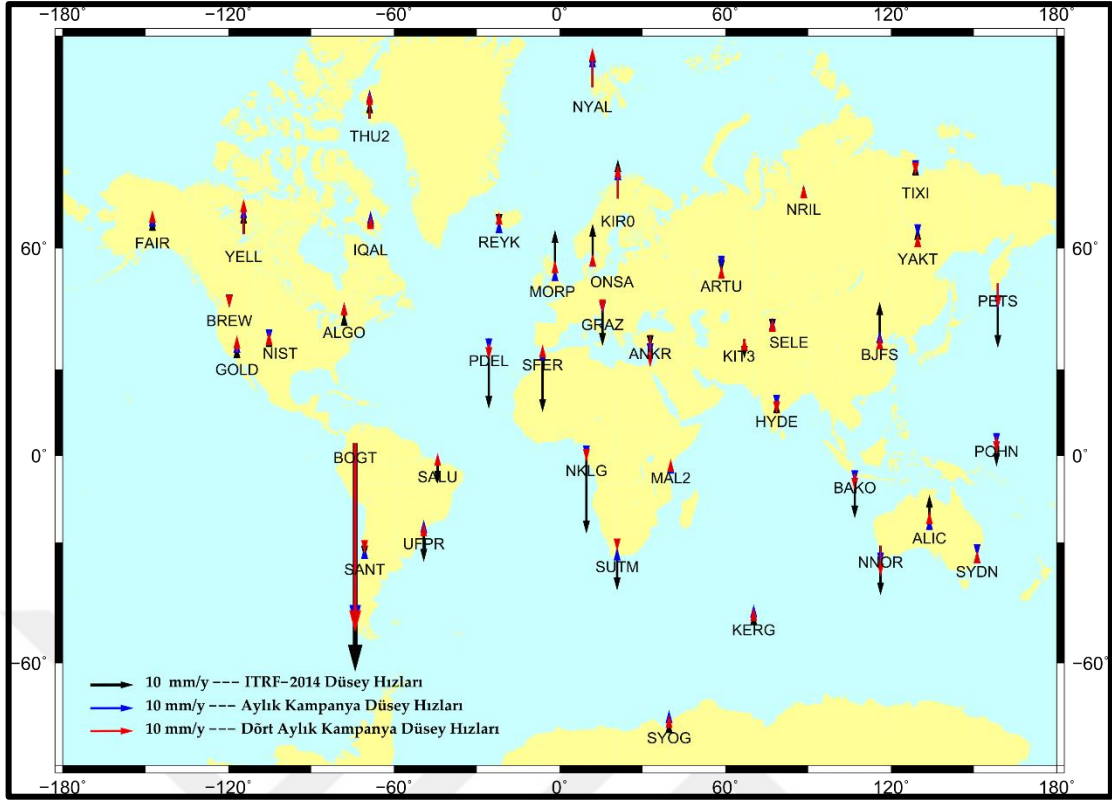 −180° −120° −60° 0° 60° 120° 180°
NYAL
THU2
TIXI
NRIL
KIR0
FAIR
YELL
IQAL
REYK
YAKT
60° 60°
ONSA
ARTU
MORP
PETS
BREW
ALGO
GRAZ
NIST
SELE
ANKR
KIT3
BJFS
GOLD
PDEL
SFER
HYDE
BOGT
0° 0°
POHN
SALU
NKLG
MAL2
BAKO
UFPR
ALIC
SANT
SUTM
NNOR
SYDN
KERG
−60° −60°
10 mm/y −−− ITRF−2014 Düsey Hızları
10 mm/y −−− Aylık Kampanya Düsey Hızları
10 mm/y −−− Dört Aylık Kampanya Düsey Hızları
SYOG
−180° −120° −60° 0° 60° 120° 180°